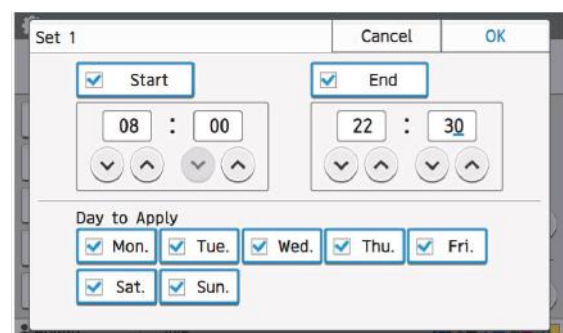 Set 1 Cancel OK
Start End
08 : 00 22 : 30
Day to Apply
Mon. Tue. Wed. Thu. Fri.
Sat. Sun.